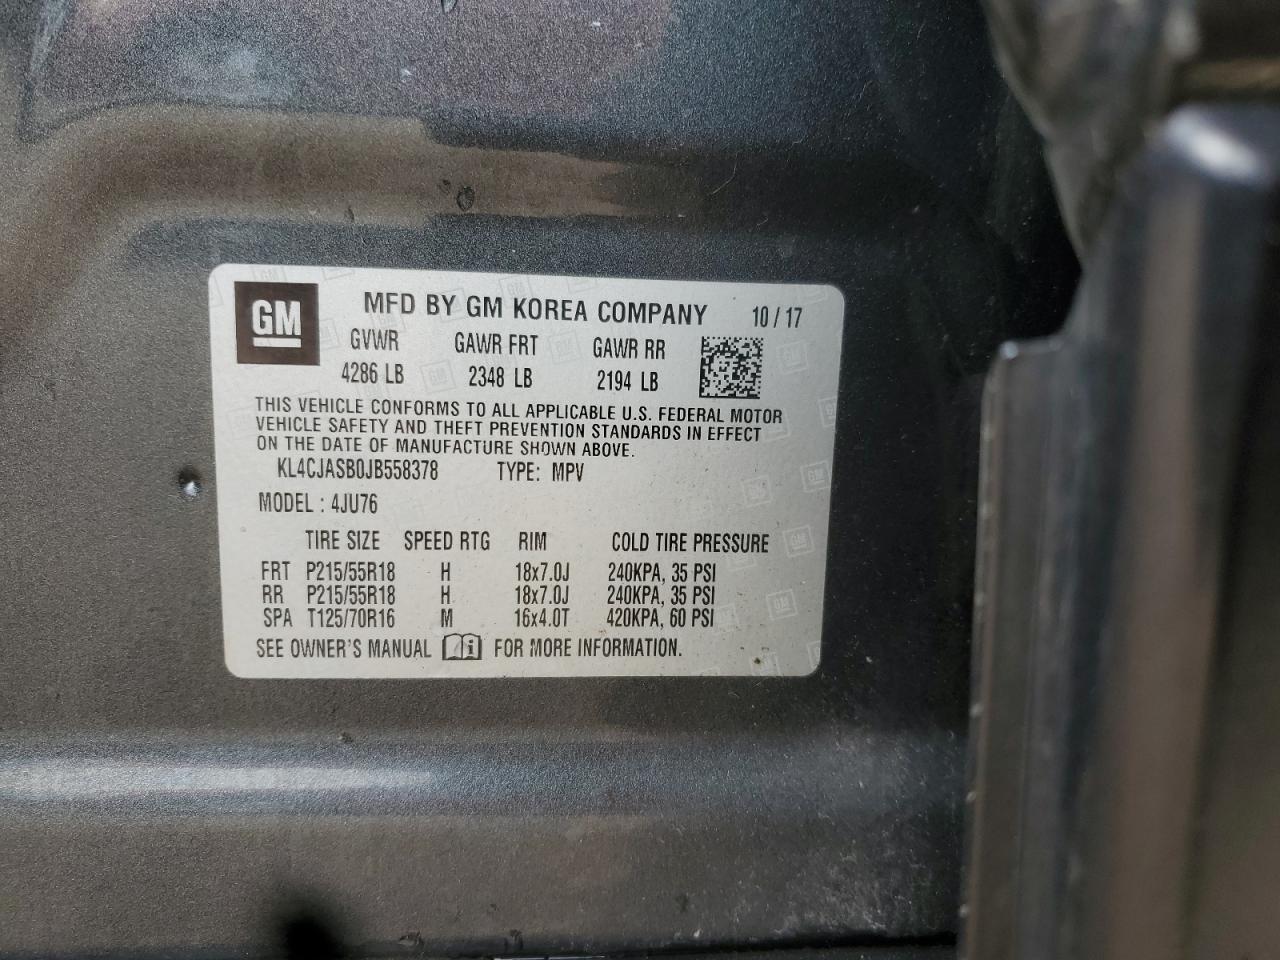 GM MFD BY GM KOREA COMPANY 10/17
GVWR GAWR FRT GAWR RR
4286 LB 2348 LB 2194 LB
THIS VEHICLE CONFORMS TO ALL APPLICABLE U.S. FEDERAL MOTOR
VEHICLE SAFETY AND THEFT PREVENTION STANDARDS IN EFFECT
ON THE DATE OF MANUFACTURE SHOWN ABOVE.
KL4CJASB0JB558378 TYPE: MPV
MODEL : 4JU76
TIRE SIZE SPEED RTG RIM COLD TIRE PRESSURE
FRT P215/55R18 H 18x7.0J 240KPA, 35 PSI
RR P215/55R18 H 18x7.0J 240KPA, 35 PSI
SPA T125/70R16 M 16x4.0T 420KPA, 60 PSI
SEE OWNER'S MANUAL i FOR MORE INFORMATION.